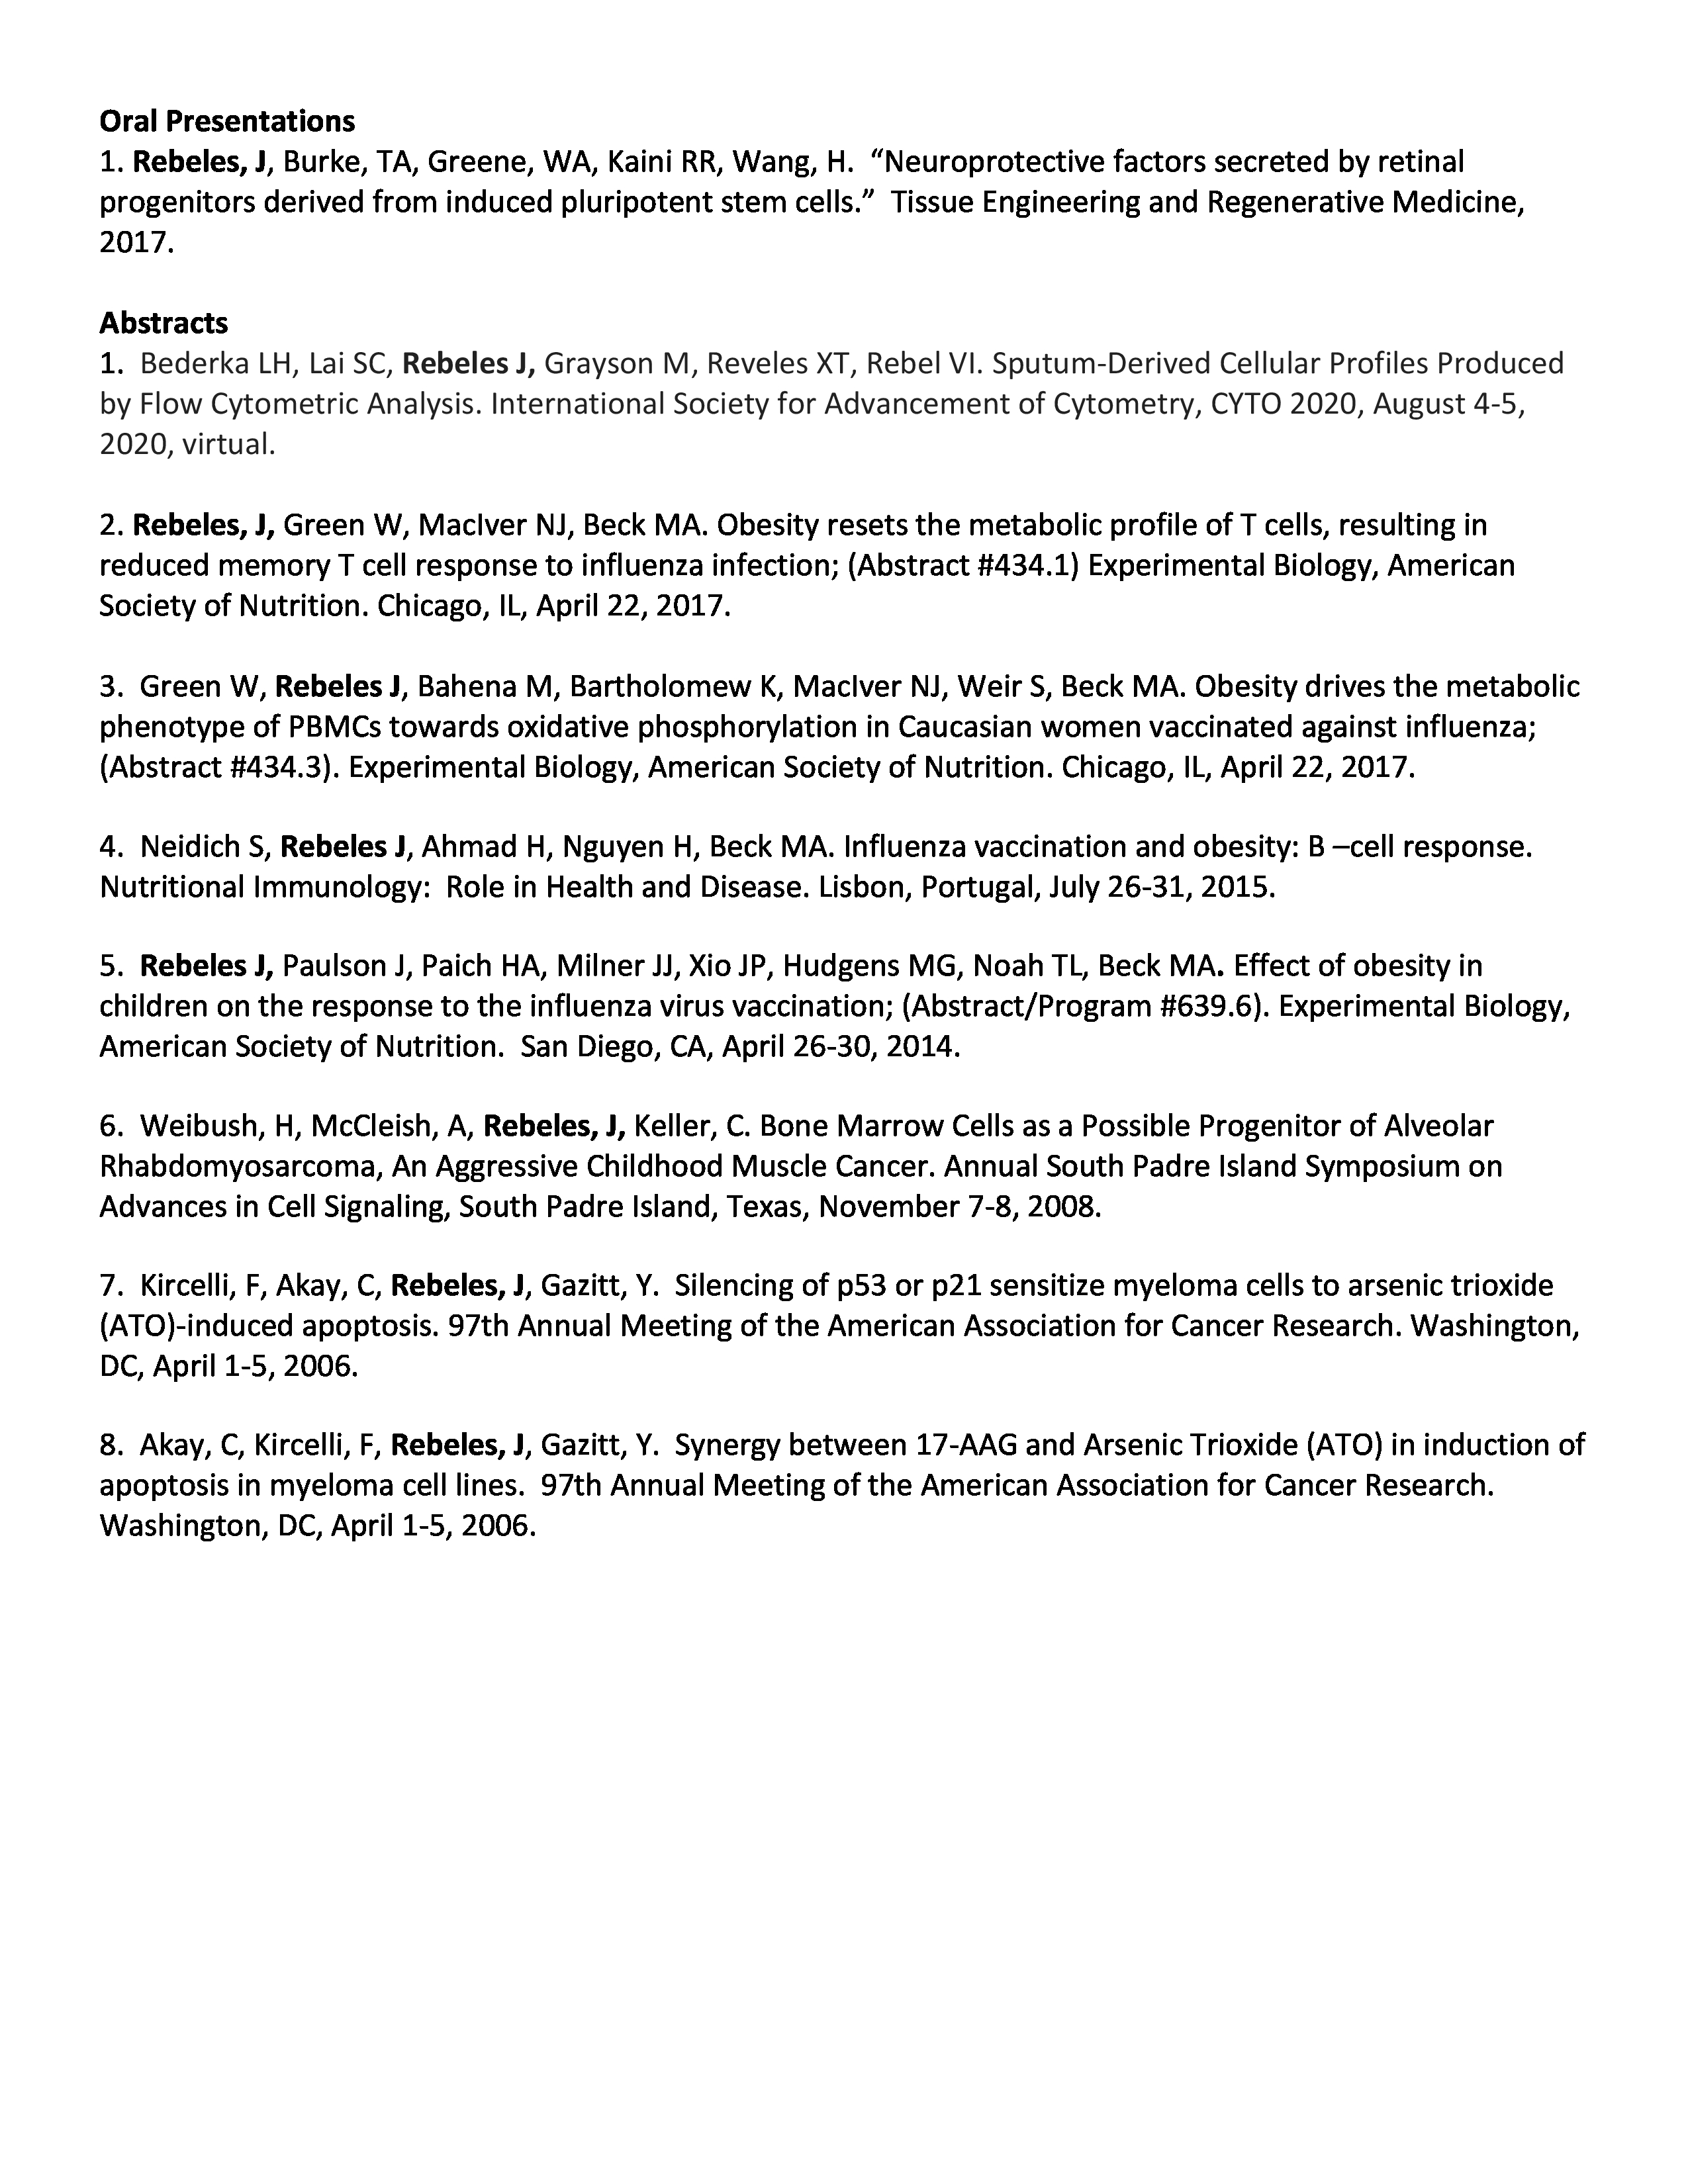 Oral Presentations
1. Rebeles, J, Burke, TA, Greene, WA, Kaini RR, Wang, H.  “Neuroprotective factors secreted by retinal
progenitors derived from induced pluripotent stem cells.”  Tissue Engineering and Regenerative Medicine,
2017.
Abstracts
1.  Bederka LH, Lai SC, Rebeles J, Grayson M, Reveles XT, Rebel VI. Sputum-Derived Cellular Profiles Produced
by Flow Cytometric Analysis. International Society for Advancement of Cytometry, CYTO 2020, August 4-5,
2020, virtual.
2. Rebeles, J, Green W, MacIver NJ, Beck MA. Obesity resets the metabolic profile of T cells, resulting in
reduced memory T cell response to influenza infection; (Abstract #434.1) Experimental Biology, American
Society of Nutrition. Chicago, IL, April 22, 2017.
3.  Green W, Rebeles J, Bahena M, Bartholomew K, MacIver NJ, Weir S, Beck MA. Obesity drives the metabolic
phenotype of PBMCs towards oxidative phosphorylation in Caucasian women vaccinated against influenza;
(Abstract #434.3). Experimental Biology, American Society of Nutrition. Chicago, IL, April 22, 2017.
4.  Neidich S, Rebeles J, Ahmad H, Nguyen H, Beck MA. Influenza vaccination and obesity: B –cell response.
Nutritional Immunology:  Role in Health and Disease. Lisbon, Portugal, July 26-31, 2015.
5.  Rebeles J, Paulson J, Paich HA, Milner JJ, Xio JP, Hudgens MG, Noah TL, Beck MA. Effect of obesity in
children on the response to the influenza virus vaccination; (Abstract/Program #639.6). Experimental Biology,
American Society of Nutrition.  San Diego, CA, April 26-30, 2014.
6.  Weibush, H, McCleish, A, Rebeles, J, Keller, C. Bone Marrow Cells as a Possible Progenitor of Alveolar
Rhabdomyosarcoma, An Aggressive Childhood Muscle Cancer. Annual South Padre Island Symposium on
Advances in Cell Signaling, South Padre Island, Texas, November 7-8, 2008.
7.  Kircelli, F, Akay, C, Rebeles, J, Gazitt, Y.  Silencing of p53 or p21 sensitize myeloma cells to arsenic trioxide
(ATO)-induced apoptosis. 97th Annual Meeting of the American Association for Cancer Research. Washington,
DC, April 1-5, 2006.
8.  Akay, C, Kircelli, F, Rebeles, J, Gazitt, Y.  Synergy between 17-AAG and Arsenic Trioxide (ATO) in induction of
apoptosis in myeloma cell lines.  97th Annual Meeting of the American Association for Cancer Research.
Washington, DC, April 1-5, 2006.